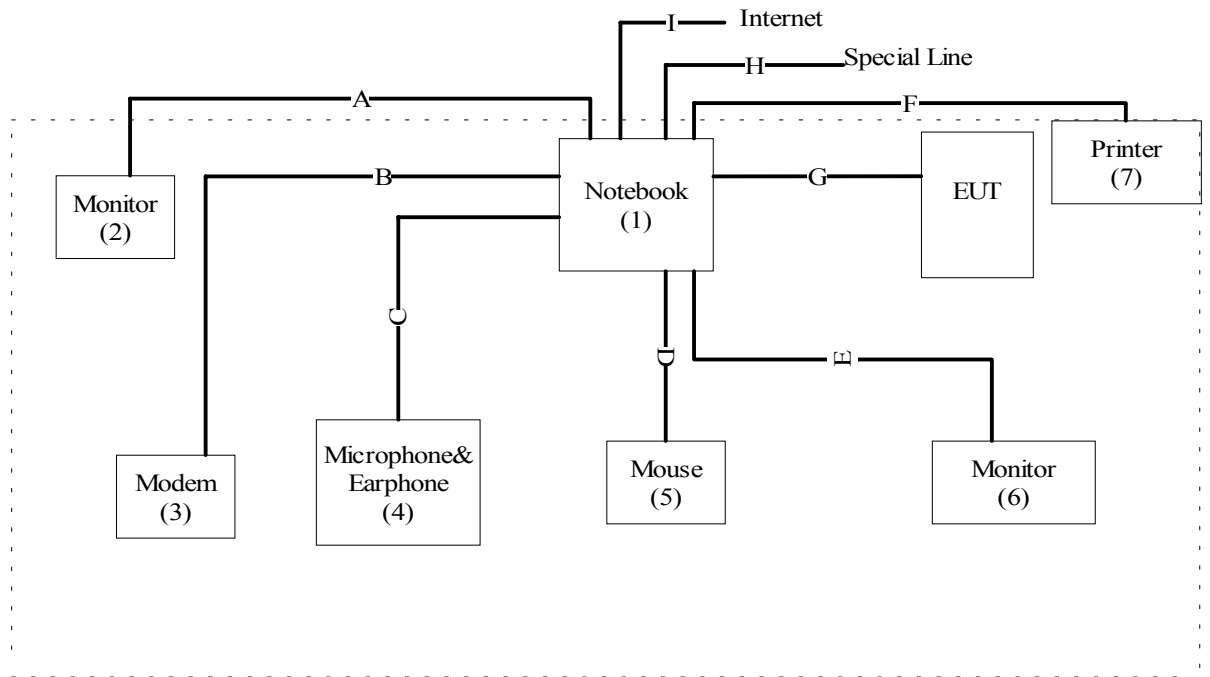 I
Internet
H
Special Line
A
F
Printer
(7)
B
Notebook
(1)
G
EUT
Monitor
(2)
C
D
E
Microphone&
Earphone
(4)
Modem
(3)
Mouse
(5)
Monitor
(6)